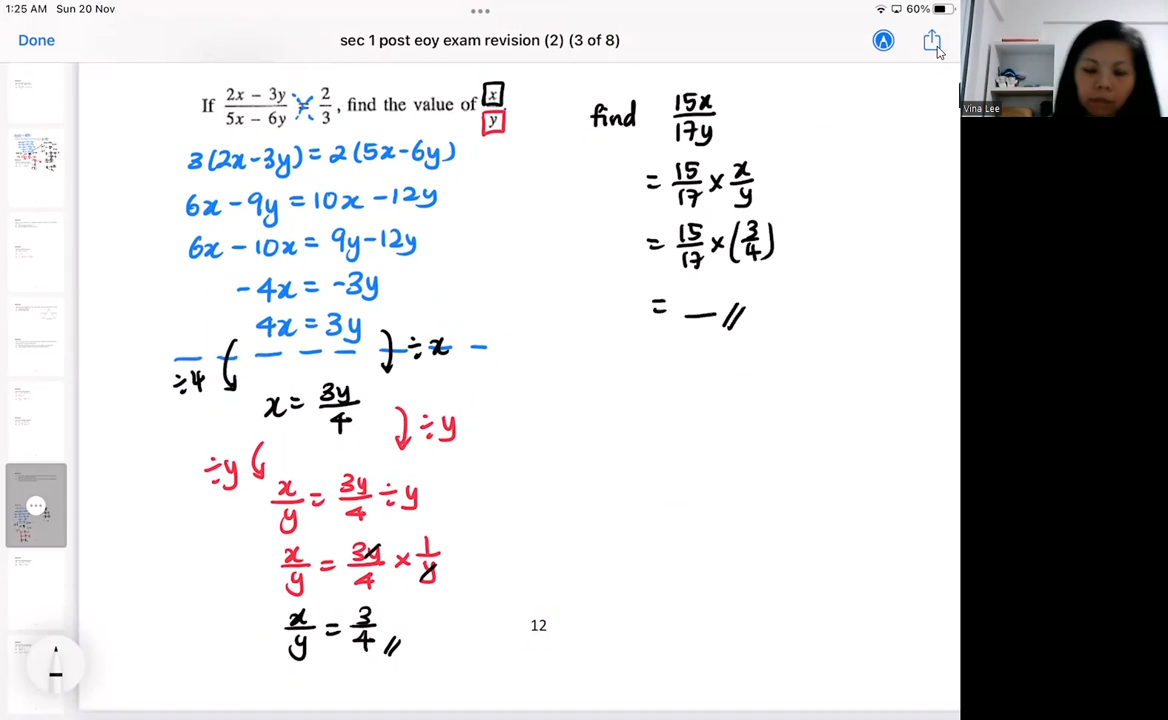 1:25 AM Sun 20 Nov
60%
Done
sec 1 post eoy exam revision (2) (3 of 8)
Vina Lee
If (2x − 3y)/(5x − 6y) = 2/3, find the value of x/y.
3(2x-3y) = 2(5x-6y)
6x - 9y = 10x - 12y
6x - 10x = 9y - 12y
- 4x = -3y
4x = 3y
÷4
÷x
x = 3y/4
÷y
÷y
x/y = 3y/4 ÷ y
x/y = 3y/4 × 1/y
x/y = 3/4 //
find 15x/17y
= 15/17 × x/y
= 15/17 × (3/4)
= — //
12